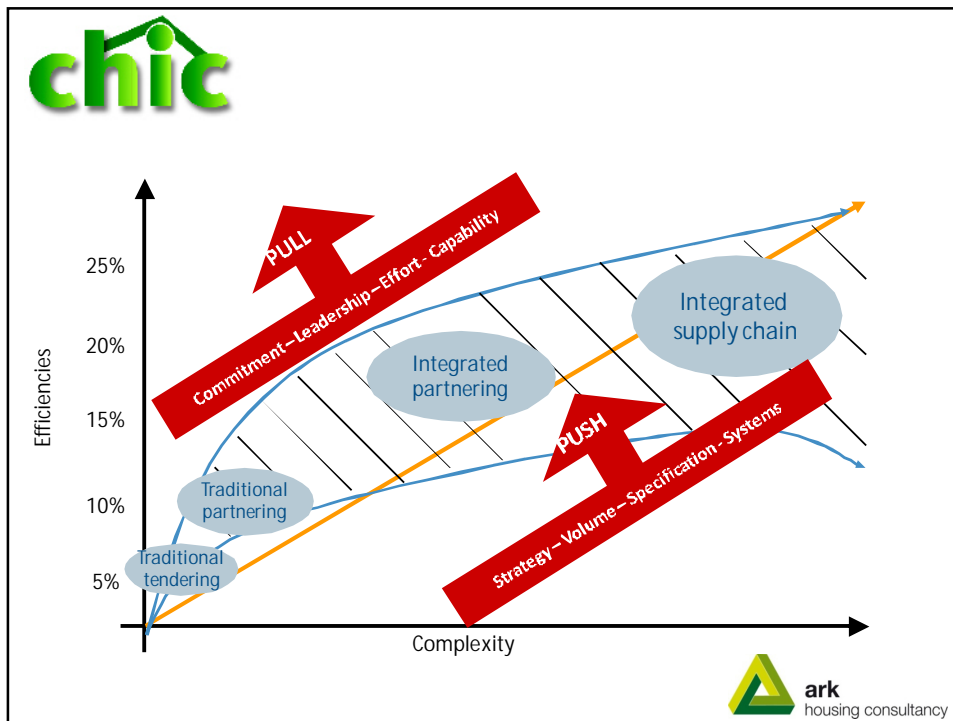 chic
25%
20%
15%
10%
5%
Efficiencies
Complexity
PULL
Commitment – Leadership – Effort - Capability
Integrated
supply chain
Integrated
partnering
PUSH
Strategy – Volume – Specification - Systems
Traditional
partnering
Traditional
tendering
ark
housing consultancy